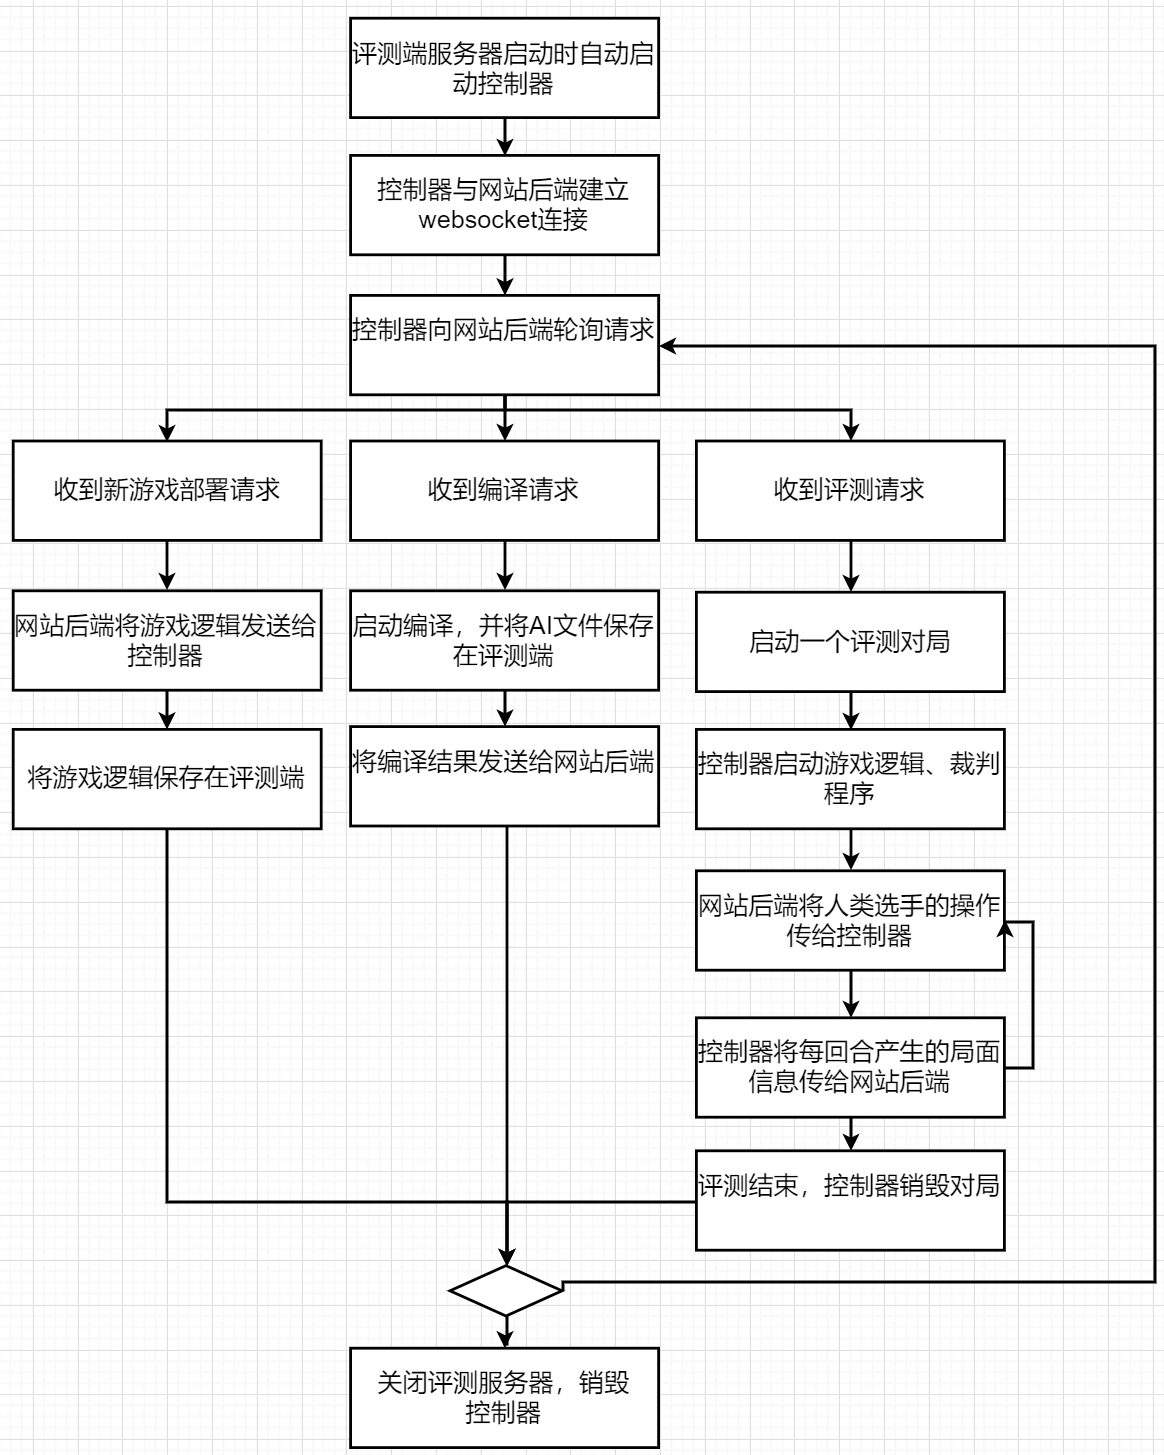 评测端服务器启动时自动启
动控制器
控制器与网站后端建立
websocket连接
控制器向网站后端轮询请求
收到新游戏部署请求
收到编译请求
收到评测请求
网站后端将游戏逻辑发送给
控制器
启动编译，并将AI文件保存
在评测端
启动一个评测对局
将游戏逻辑保存在评测端
将编译结果发送给网站后端
控制器启动游戏逻辑、裁判
程序
网站后端将人类选手的操作
传给控制器
控制器将每回合产生的局面
信息传给网站后端
评测结束，控制器销毁对局
关闭评测服务器，销毁
控制器